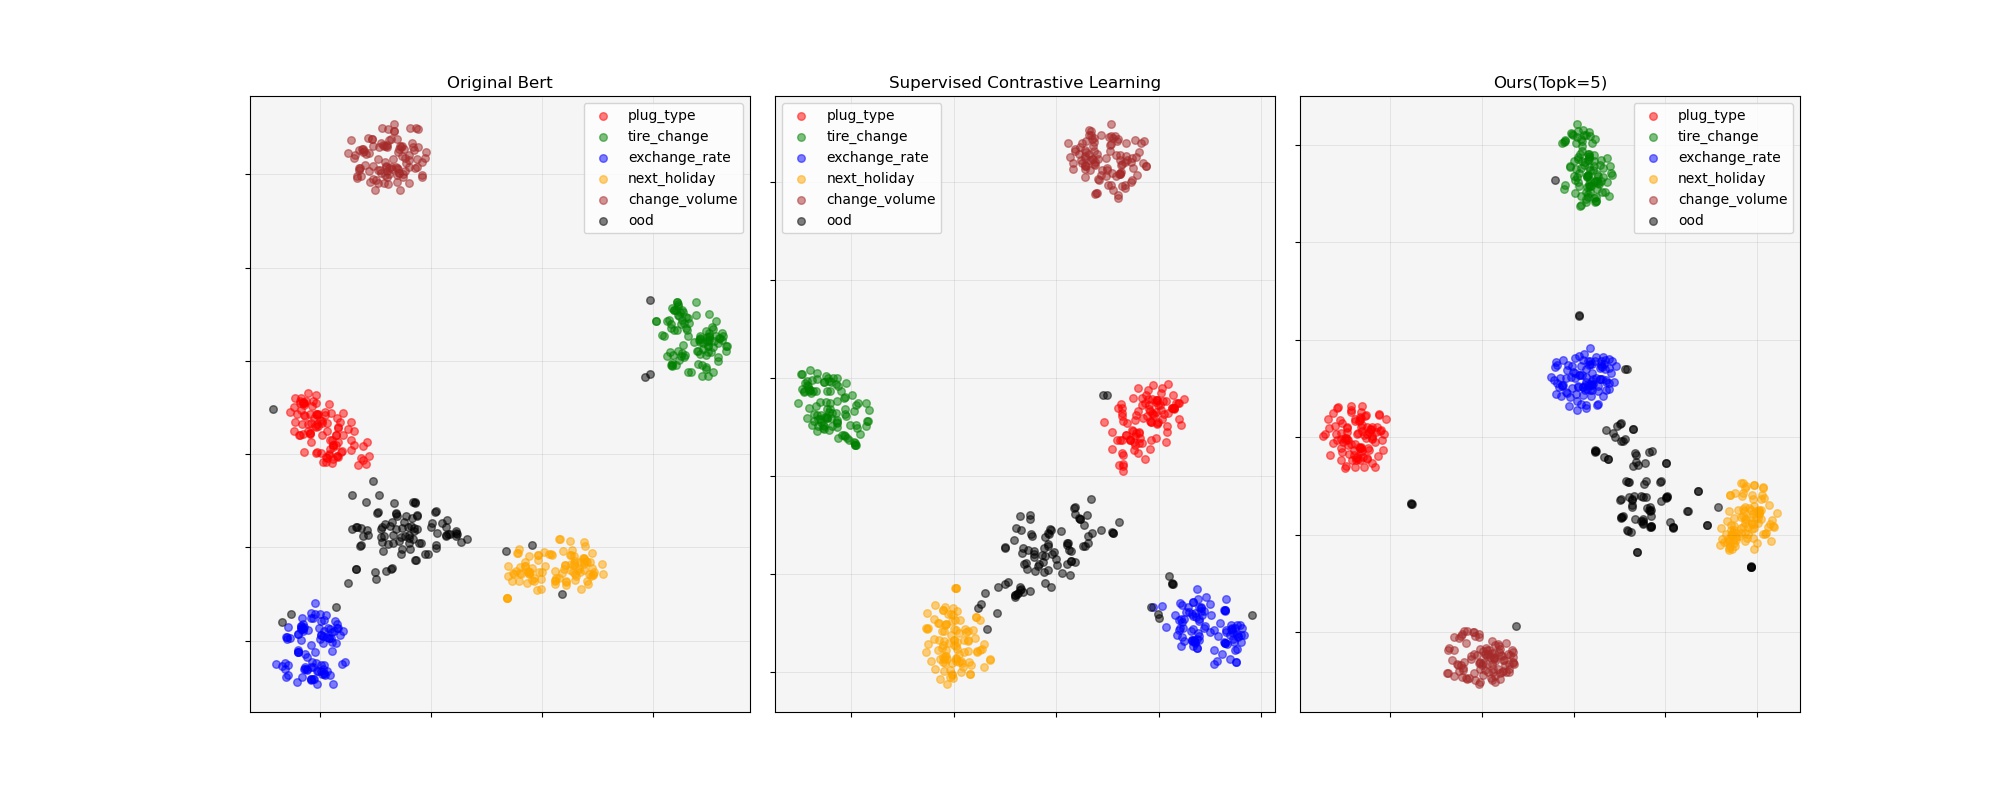 Original Bert
plug_type
tire_change
exchange_rate
next_holiday
change_volume
ood
Supervised Contrastive Learning
plug_type
tire_change
exchange_rate
next_holiday
change_volume
ood
Ours(Topk=5)
plug_type
tire_change
exchange_rate
next_holiday
change_volume
ood